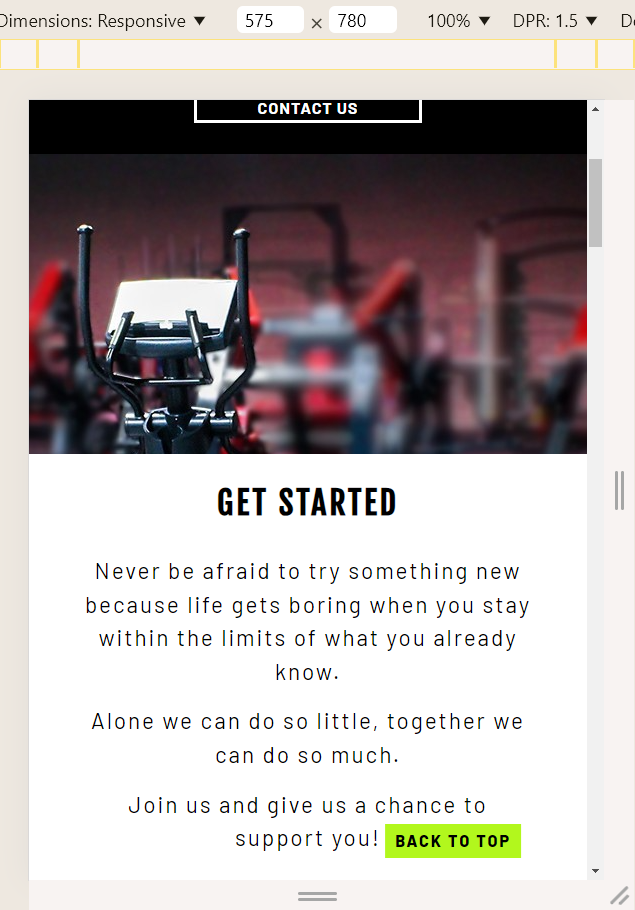 Dimensions: Responsive ▼ 575 × 780 100% ▼ DPR: 1.5 ▼
CONTACT US
GET STARTED
Never be afraid to try something new
because life gets boring when you stay
within the limits of what you already
know.
Alone we can do so little, together we
can do so much.
Join us and give us a chance to
support you!
BACK TO TOP